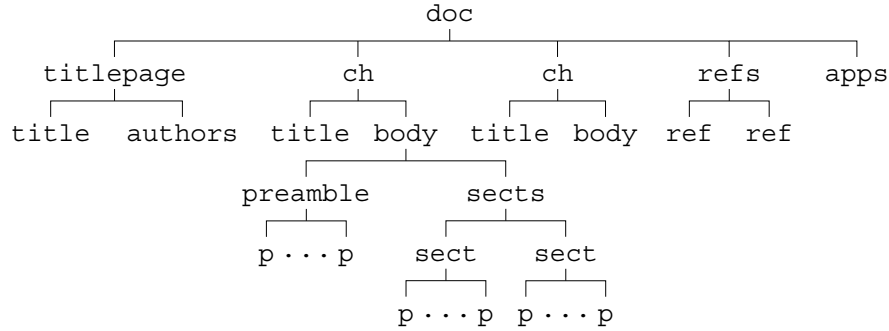 doc
titlepage ch ch refs apps
title authors title body title body ref ref
preamble sects
p ... p sect sect
p ... p p ... p